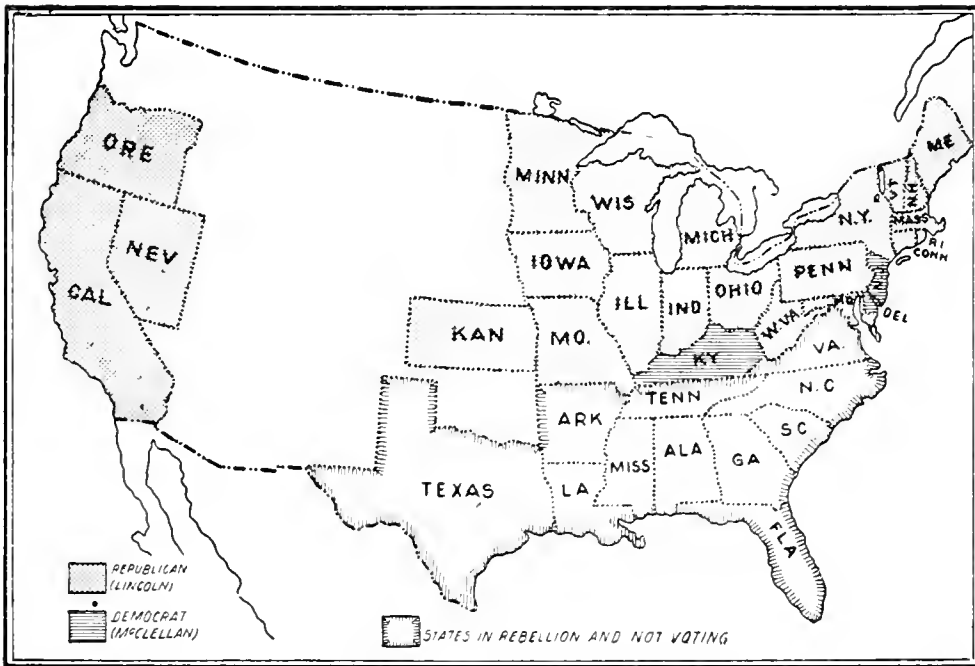 ORE
NEV
CAL
MINN
WIS
MICH
IOWA
ILL
IND
OHIO
KAN
MO.
KY
W.VA
PENN
N.Y.
VT
NH
ME
MASS
RI
CONN
DEL
VA.
N.C
SC
TENN
ARK
MISS
ALA
GA
LA
TEXAS
FLA
REPUBLICAN
(LINCOLN)
DEMOCRAT
(McCLELLAN)
STATES IN REBELLION AND NOT VOTING